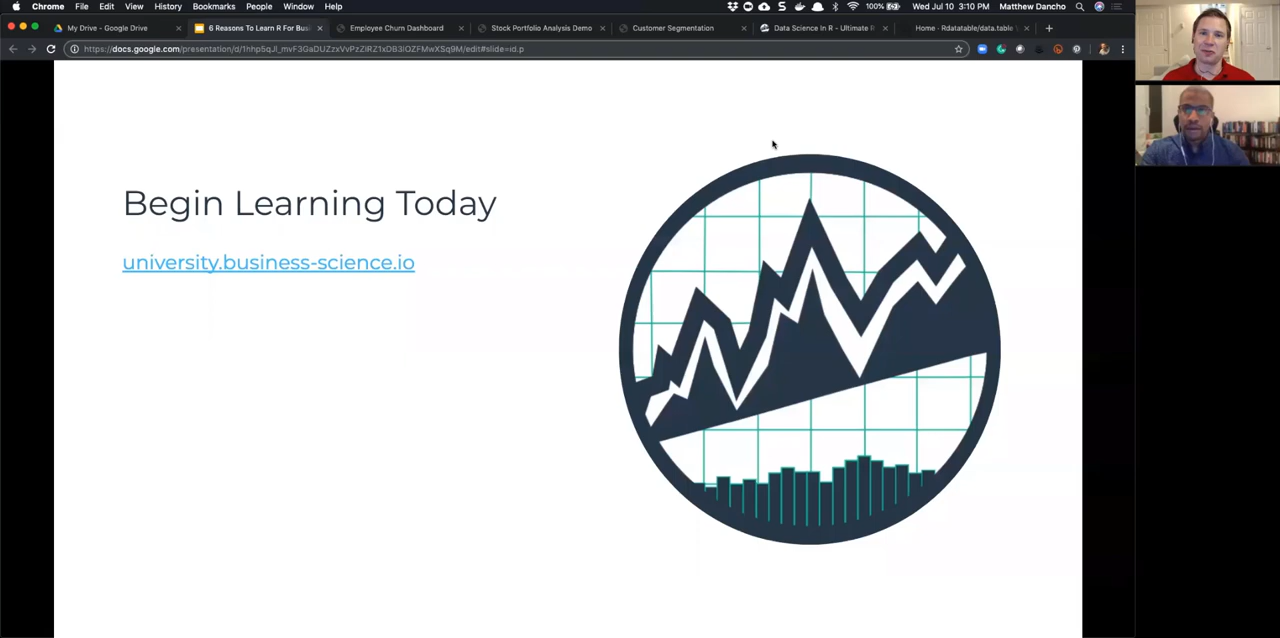 Chrome File Edit View History Bookmarks People Window Help 100% Wed Jul 10 3:10 PM Matthew Dancho
My Drive - Google Drive × 6 Reasons To Learn R For Bus × Employee Churn Dashboard × Stock Portfolio Analysis Demo × Customer Segmentation × Data Science In R - Ultimate R × Home · Rdatatable/data.table × +
Begin Learning Today
university.business-science.io